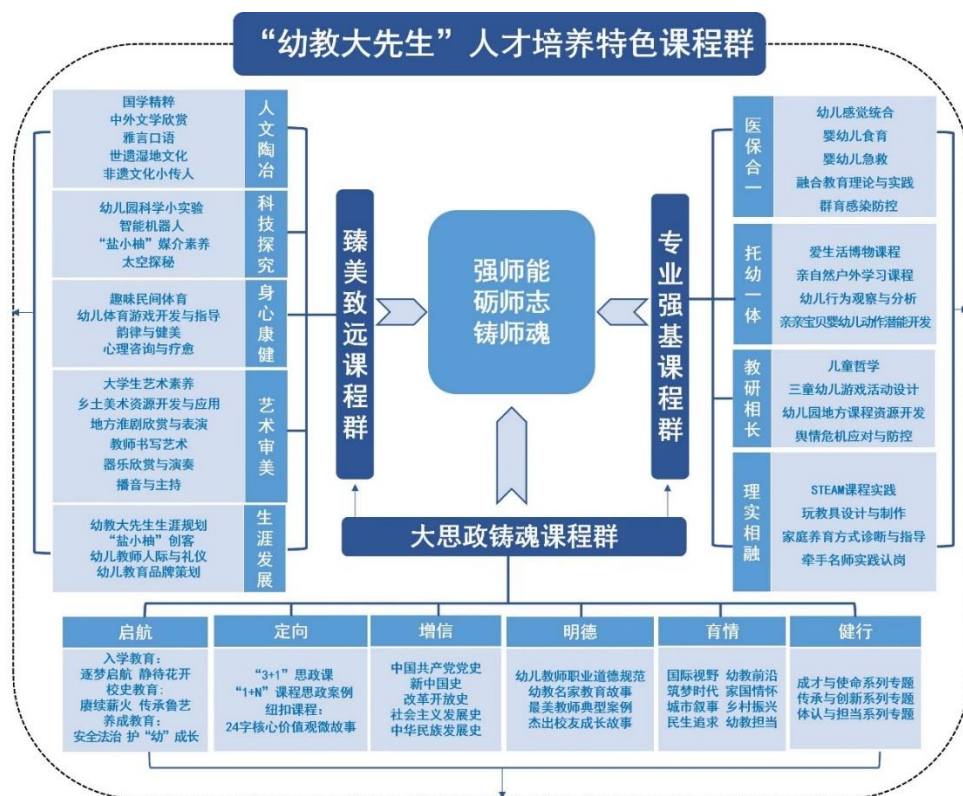 “幼教大先生”人才培养特色课程群
国学精粹
中外文学欣赏
雅言口语
世遗湿地文化
非遗文化小传人
人文陶冶
幼儿园科学小实验
智能机器人
“盐小柚”媒介素养
太空探秘
科技探究
趣味民间体育
幼儿体育游戏开发与指导
韵律与健美
心理咨询与疗愈
身心康健
大学生艺术素养
乡土美术资源开发与应用
地方淮剧欣赏与表演
教师书写艺术
器乐欣赏与演奏
播音与主持
艺术审美
幼教大先生生涯规划
“盐小柚”创客
幼儿教师人际与礼仪
幼儿教育品牌策划
生涯发展
臻美致远课程群
强师能
砺师志
铸师魂
专业强基课程群
医保合一
幼儿感觉统合
婴幼儿食育
婴幼儿急救
融合教育理论与实践
群育感染防控
托幼一体
爱生活博物课程
亲自然户外学习课程
幼儿行为观察与分析
亲亲宝贝婴幼儿动作潜能开发
教研相长
儿童哲学
三童幼儿游戏活动设计
幼儿园地方课程资源开发
舆情危机应对与防控
理实相融
STEAM课程实践
玩教具设计与制作
家庭养育方式诊断与指导
牵手名师实践认岗
大思政铸魂课程群
启航
入学教育：
逐梦启航 静待花开
校史教育：
赓续薪火 传承鲁艺
养成教育：
安全法治 护“幼”成长
定向
“3+1”思政课
“1+N”课程思政案例
纽扣课程：
24字核心价值观微故事
增信
中国共产党党史
新中国史
改革开放史
社会主义发展史
中华民族发展史
明德
幼儿教师职业道德规范
幼教名家教育故事
最美教师典型案例
杰出校友成长故事
育情
国际视野 幼教前沿
筑梦时代 家国情怀
城市叙事 乡村振兴
民生追求 幼教担当
健行
成才与使命系列专题
传承与创新系列专题
体认与担当系列专题